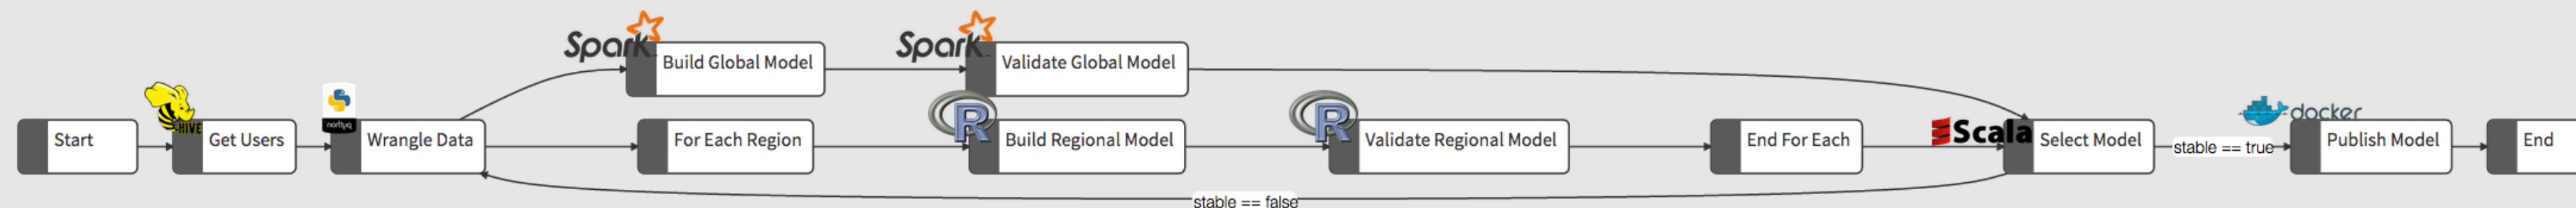 Spark
Build Global Model
Spark
Validate Global Model
Start
HIVE
Get Users
Wrangle Data
For Each Region
R
Build Regional Model
R
Validate Regional Model
End For Each
Scala
Select Model
stable == true
docker
Publish Model
End
stable == false